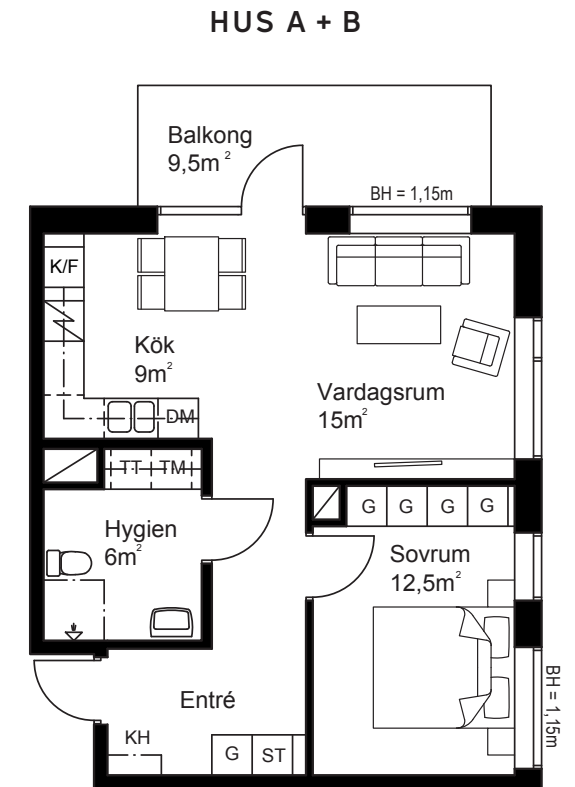 HUS A + B
Balkong
9,5m²
BH = 1,15m
K/F
Kök
9m²
Vardagsrum
15m²
DM
TT TM
G G G G
Hygien
6m²
Sovrum
12,5m²
BH = 1,15m
Entré
KH
G ST